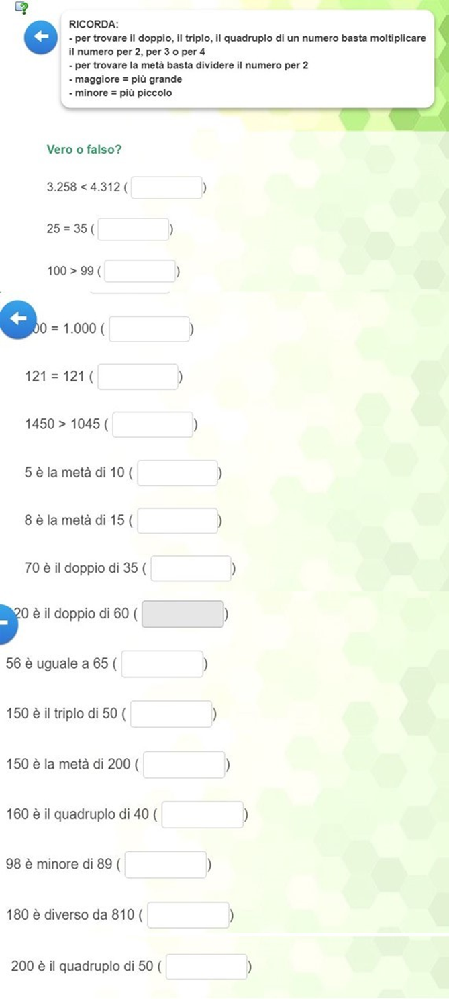 RICORDA:
- per trovare il doppio, il triplo, il quadruplo di un numero basta moltiplicare
il numero per 2, per 3 o per 4
- per trovare la metà basta dividere il numero per 2
- maggiore = più grande
- minore = più piccolo
Vero o falso?
3.258 < 4.312 ( )
25 = 35 ( )
100 > 99 ( )
00 = 1.000 ( )
121 = 121 ( )
1450 > 1045 ( )
5 è la metà di 10 ( )
8 è la metà di 15 ( )
70 è il doppio di 35 ( )
20 è il doppio di 60 ( )
56 è uguale a 65 ( )
150 è il triplo di 50 ( )
150 è la metà di 200 ( )
160 è il quadruplo di 40 ( )
98 è minore di 89 ( )
180 è diverso da 810 ( )
200 è il quadruplo di 50 ( )